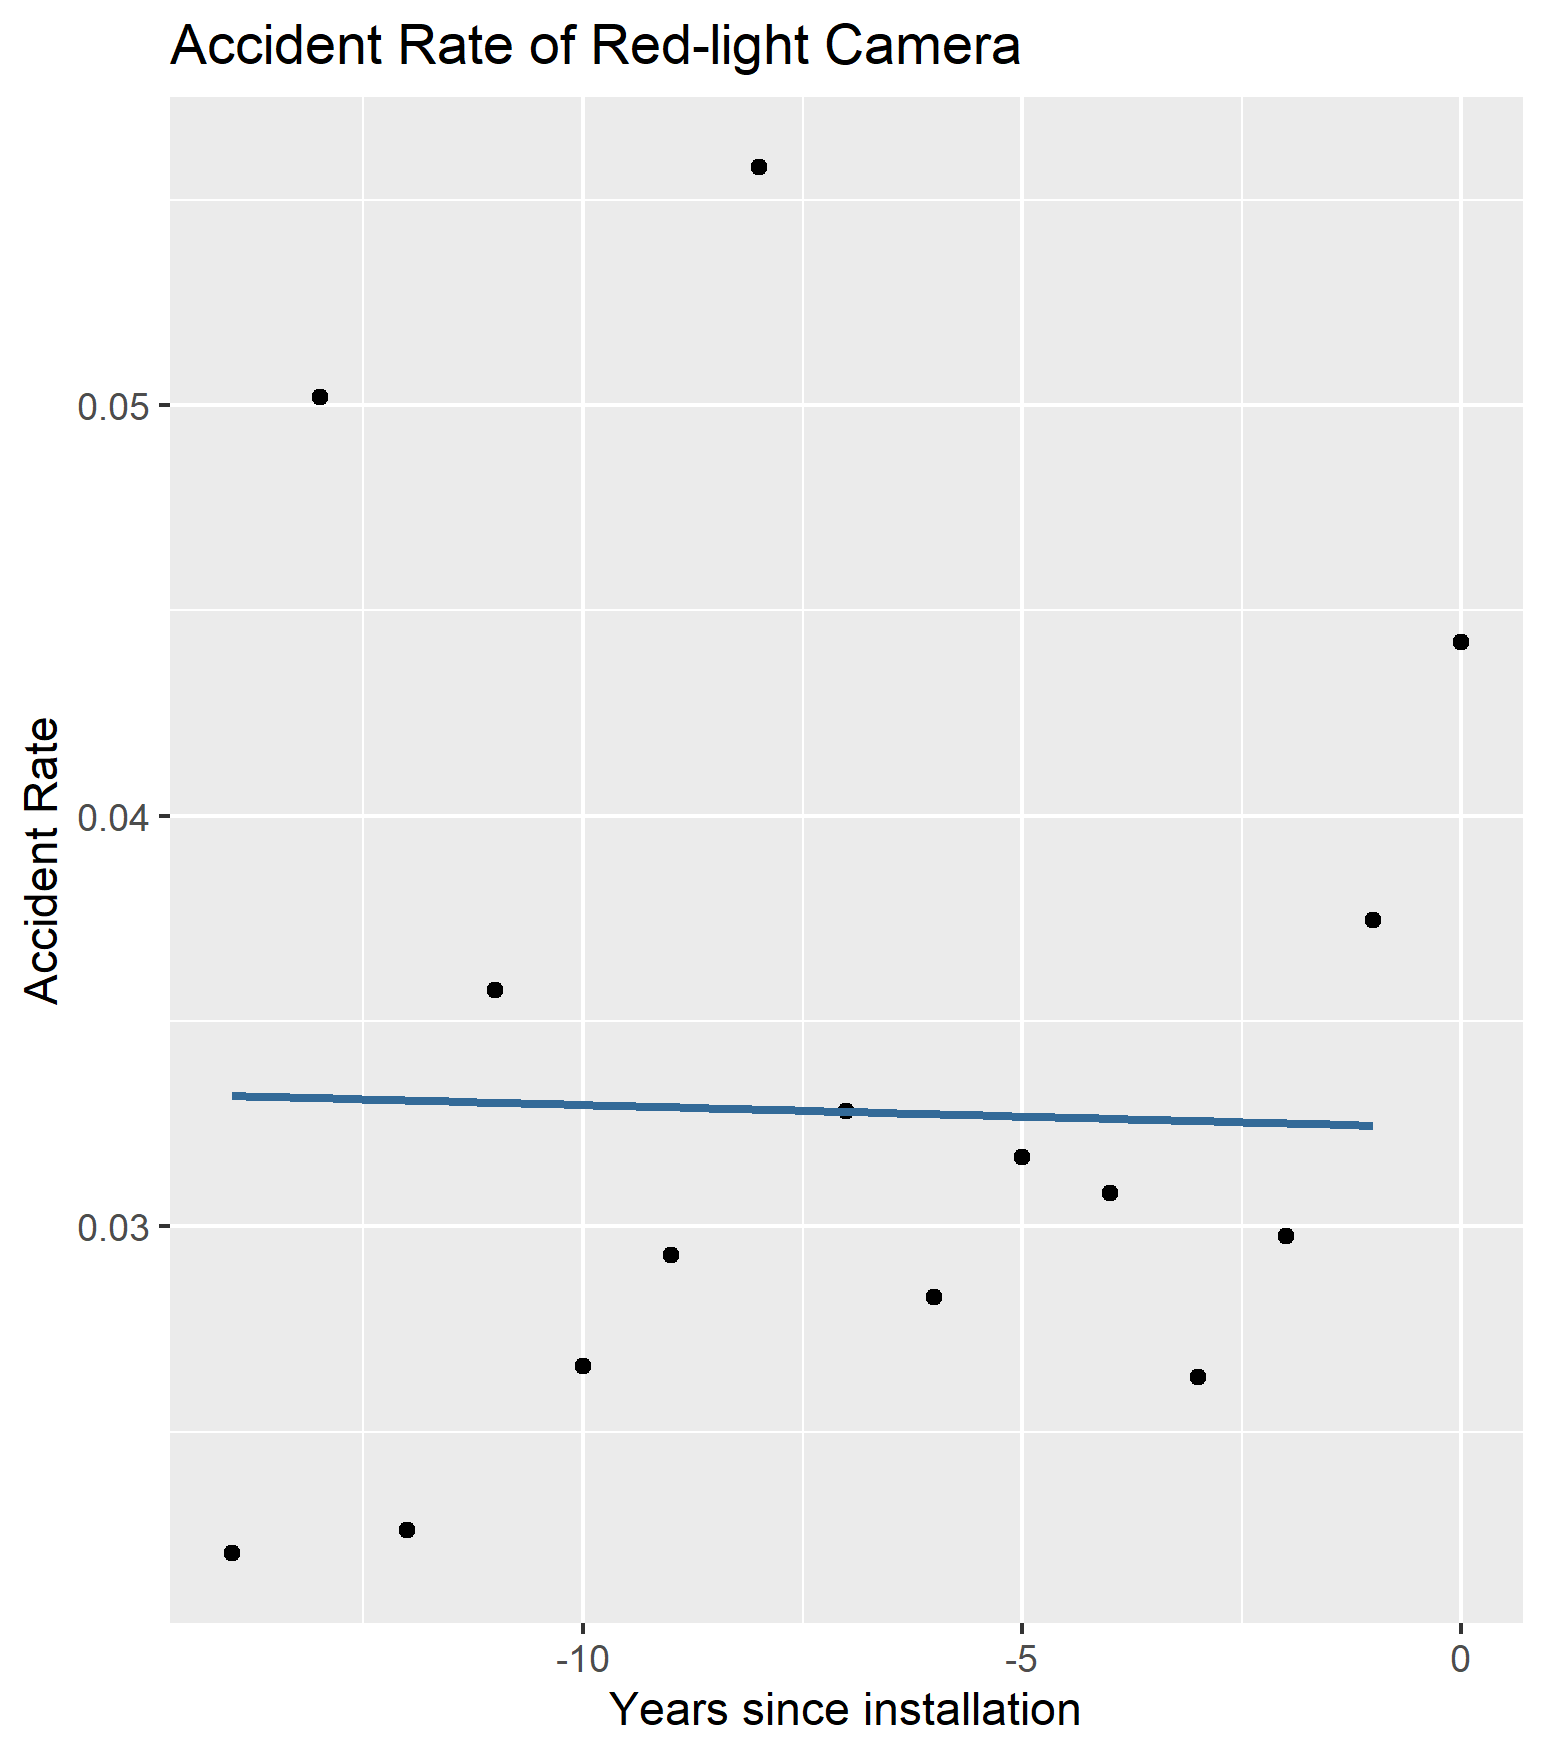 Accident Rate of Red-light Camera
Accident Rate
0.05
0.04
0.03
-10
-5
0
Years since installation